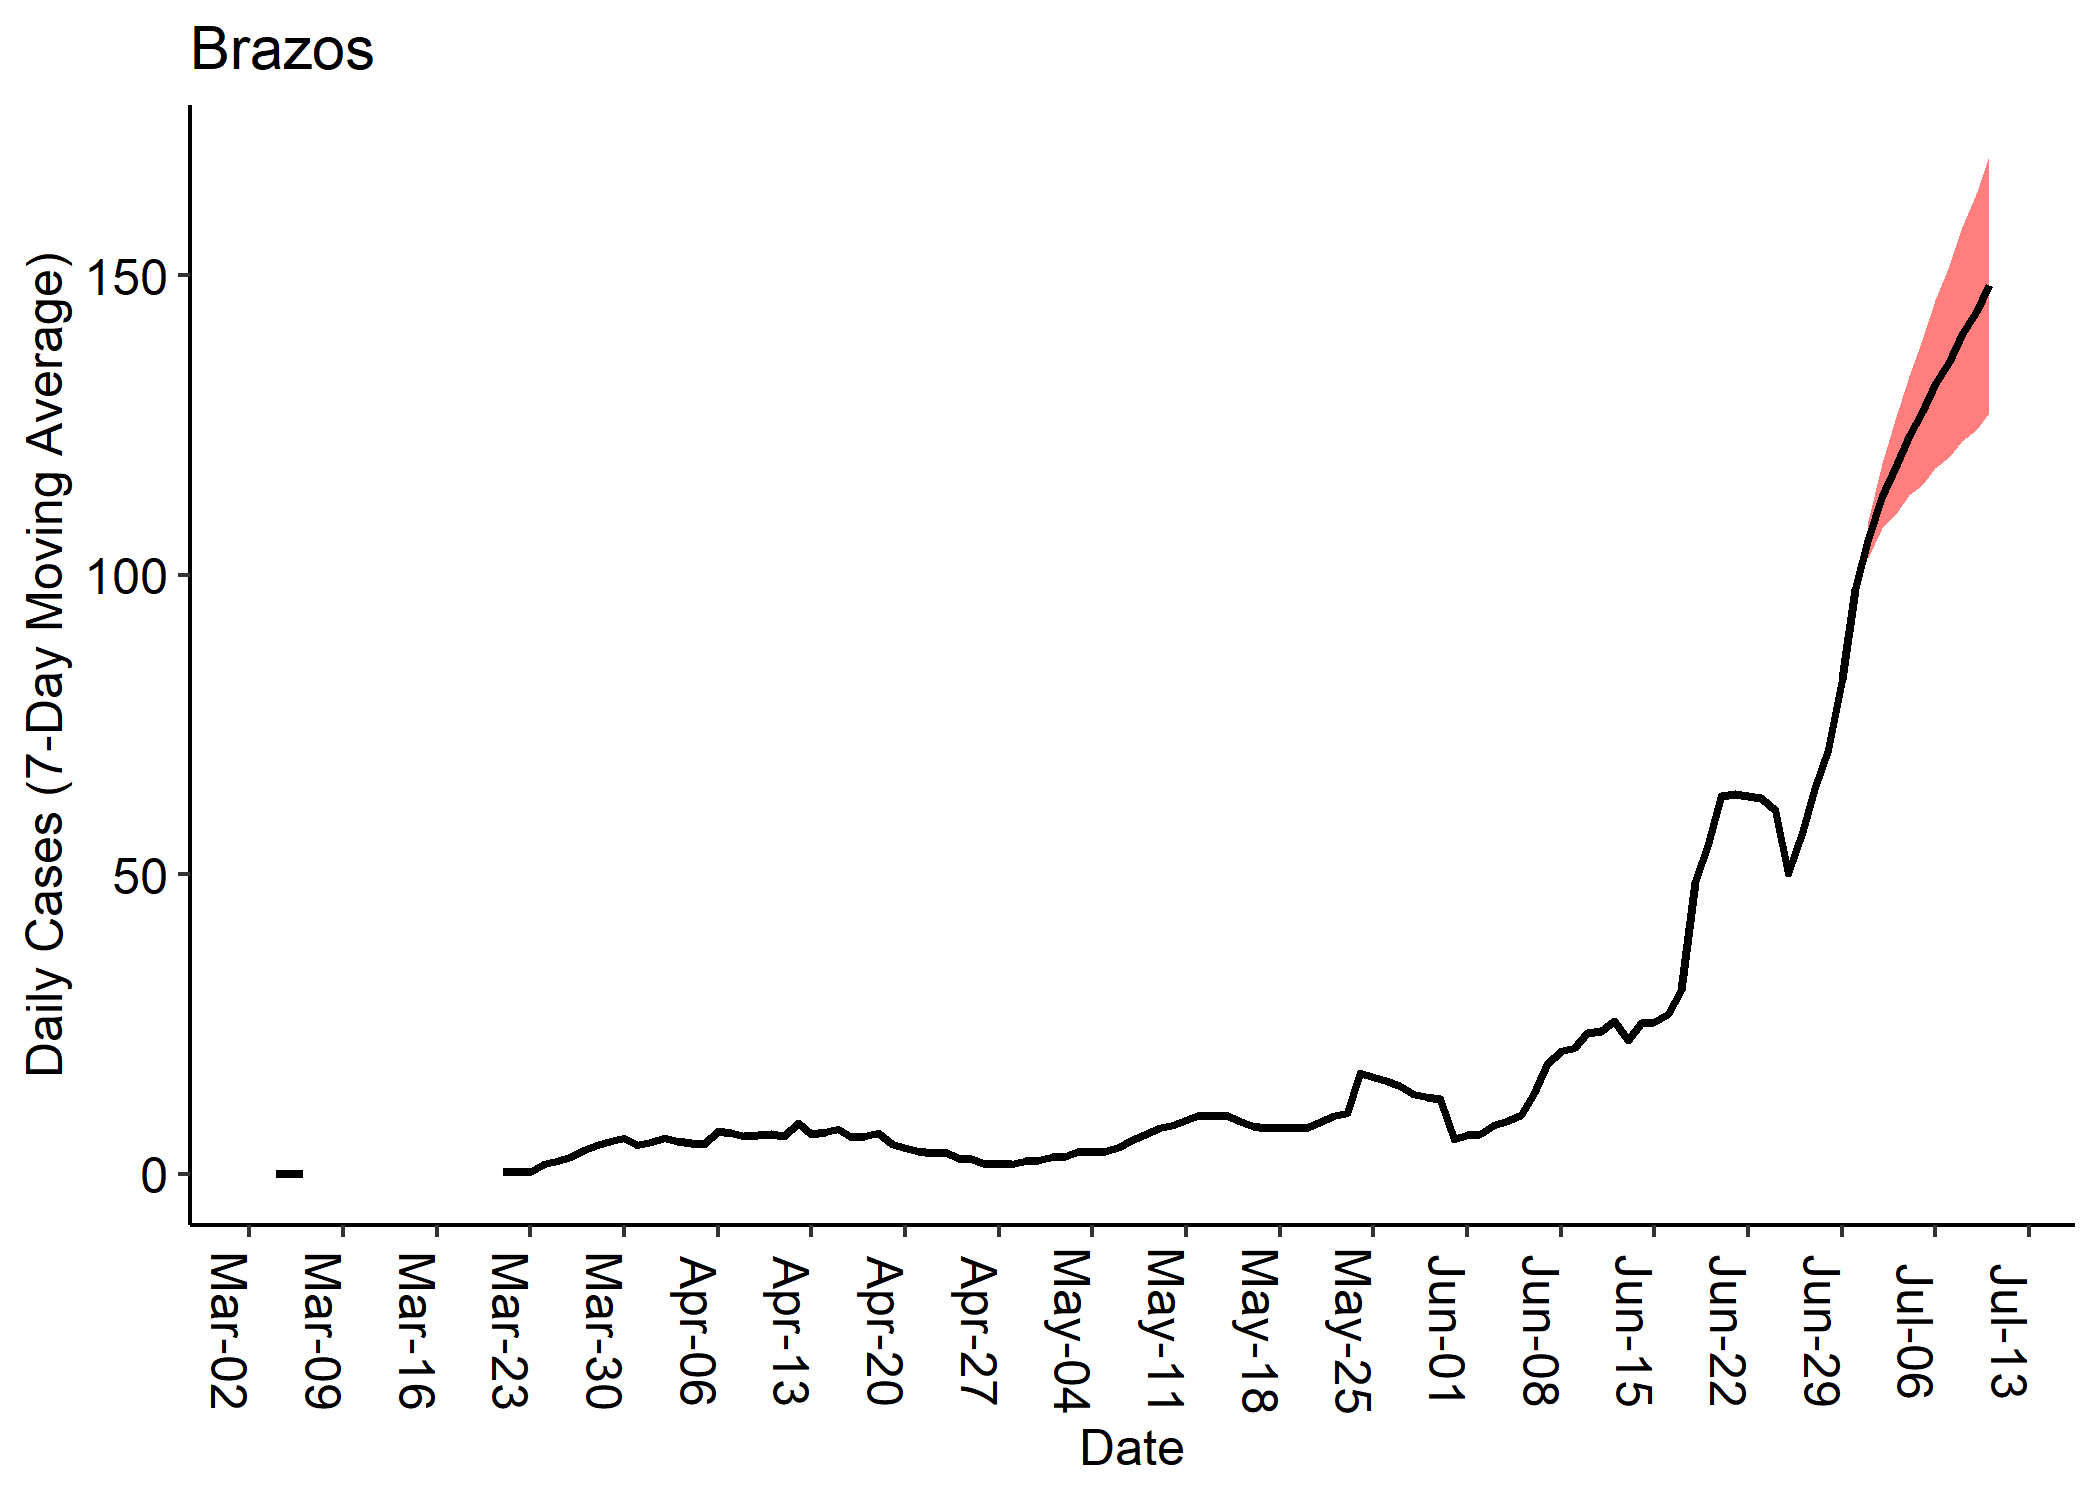 Brazos
Daily Cases (7-Day Moving Average)
150
100
50
0
Mar-02
Mar-09
Mar-16
Mar-23
Mar-30
Apr-06
Apr-13
Apr-20
Apr-27
May-04
May-11
May-18
May-25
Jun-01
Jun-08
Jun-15
Jun-22
Jun-29
Jul-06
Jul-13
Date